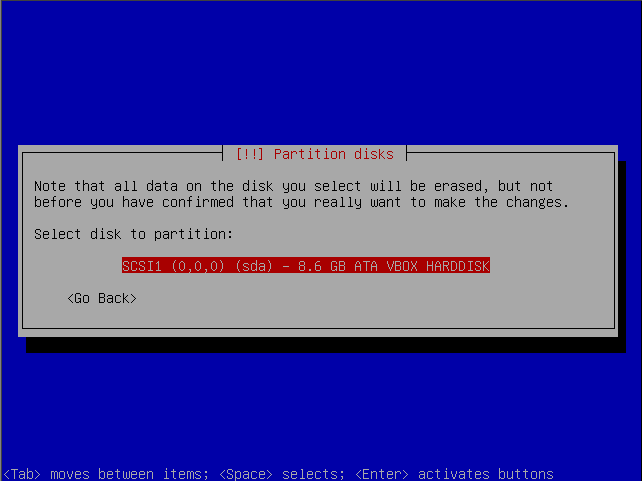 [!!] Partition disks
Note that all data on the disk you select will be erased, but not
before you have confirmed that you really want to make the changes.
Select disk to partition:
SCSI1 (0,0,0) (sda) - 8.6 GB ATA VBOX HARDDISK
<Go Back>
<Tab> moves between items; <Space> selects; <Enter> activates buttons